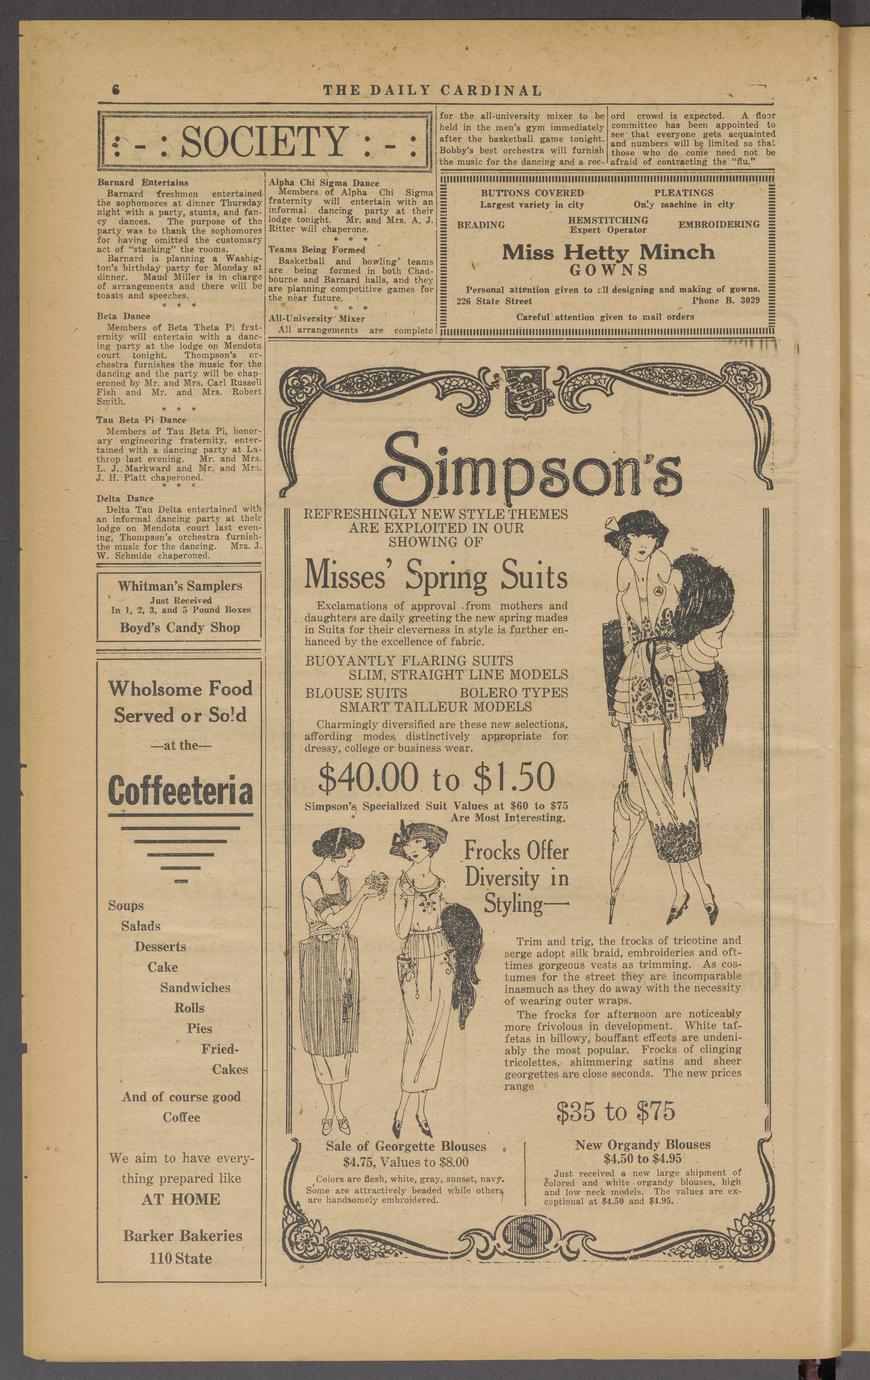 6
THE DAILY CARDINAL
: - : SOCIETY : - :
Barnard Entertains
Barnard freshmen entertained
the sophomores at dinner Thursday
night with a party, stunts, and fan-
cy dances. The purpose of the
party was to thank the sophomores
for having omitted the customary
act of "stacking" the rooms.
Barnard is planning a Washig-
ton's birthday party for Monday at
dinner. Maud Miller is in charge
of arrangements and there will be
toasts and speeches.
* * *
Beta Dance
Members of Beta Theta Pi frat-
ernity will entertain with a danc-
ing party at the lodge on Mendota
court tonight. Thompson's or-
chestra furnishes the music for the
dancing and the party will be chap-
eroned by Mr. and Mrs. Carl Russell
Fish and Mr. and Mrs. Robert
Smith.
* * *
Tau Beta Pi Dance
Members of Tau Beta Pi, honor-
ary engineering fraternity, enter-
tained with a dancing party at La-
throp last evening. Mr. and Mrs.
L. J. Markward and Mr. and Mrs.
J. H. Platt chaperoned.
* * *
Delta Dance
Delta Tau Delta entertained with
an informal dancing party at their
lodge on Mendota court last even-
ing, Thompson's orchestra furnish-
the music for the dancing. Mrs. J.
W. Schmide chaperoned.
Alpha Chi Sigma Dance
Members of Alpha Chi Sigma
fraternity will entertain with an
informal dancing party at their
lodge tonight. Mr. and Mrs. A. J.
Ritter will chaperone.
* * *
Teams Being Formed
Basketball and bowling teams
are being formed in both Chad-
bourne and Barnard halls, and they
are planning competitive games for
the near future.
* * *
All-University Mixer
All arrangements are complete
for the all-university mixer to be
held in the men's gym immediately
after the basketball game tonight.
Bobby's best orchestra will furnish
the music for the dancing and a rec-
ord crowd is expected. A floor
committee has been appointed to
see that everyone gets acquainted
and numbers will be limited so that
those who do come need not be
afraid of contracting the "flu."
BUTTONS COVERED PLEATINGS
Largest variety in city Only machine in city
BEADING HEMSTITCHING EMBROIDERING
Expert Operator
Miss Hetty Minch
GOWNS
Personal attention given to all designing and making of gowns.
226 State Street Phone B. 3029
Careful attention given to mail orders
Whitman's Samplers
Just Received
In 1, 2, 3, and 5 Pound Boxes
Boyd's Candy Shop
Wholsome Food
Served or Sold
—at the—
Coffeeteria
Soups
Salads
Desserts
Cake
Sandwiches
Rolls
Pies
Fried-
Cakes
And of course good
Coffee
We aim to have every-
thing prepared like
AT HOME
Barker Bakeries
110 State
Simpson's
REFRESHINGLY NEW STYLE THEMES
ARE EXPLOITED IN OUR
SHOWING OF
Misses' Spring Suits
Exclamations of approval from mothers and
daughters are daily greeting the new spring mades
in Suits for their cleverness in style is further en-
hanced by the excellence of fabric.
BUOYANTLY FLARING SUITS
SLIM, STRAIGHT LINE MODELS
BLOUSE SUITS BOLERO TYPES
SMART TAILLEUR MODELS
Charmingly diversified are these new selections,
affording modes distinctively appropriate for
dressy, college or business wear.
$40.00 to $1.50
Simpson's Specialized Suit Values at $60 to $75
Are Most Interesting.
Frocks Offer
Diversity in
Styling—
Trim and trig, the frocks of tricotine and
serge adopt silk braid, embroideries and oft-
times gorgeous vests as trimming. As cos-
tumes for the street they are incomparable
inasmuch as they do away with the necessity
of wearing outer wraps.
The frocks for afternoon are noticeably
more frivolous in development. White taf-
fetas in billowy, bouffant effects are undeni-
ably the most popular. Frocks of clinging
tricolettes, shimmering satins and sheer
georgettes are close seconds. The new prices
range
$35 to $75
Sale of Georgette Blouses
$4.75, Values to $8.00
Colors are flesh, white, gray, sunset, navy.
Some are attractively beaded while others
are handsomely embroidered.
New Organdy Blouses
$4.50 to $4.95
Just received a new large shipment of
colored and white organdy blouses, high
and low neck models. The values are ex-
ceptional at $4.50 and $4.95.
S